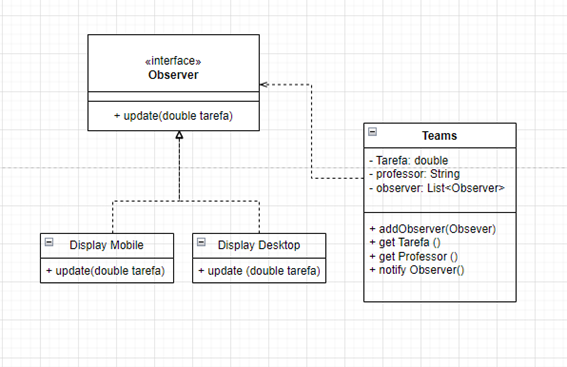 «interface»
Observer
+ update(double tarefa)
Teams
- Tarefa: double
- professor: String
- observer: List<Observer>
+ addObserver(Obsever)
+ get Tarefa ()
+ get Professor ()
+ notify Observer()
Display Mobile
+ update(double tarefa)
Display Desktop
+ update (double tarefa)